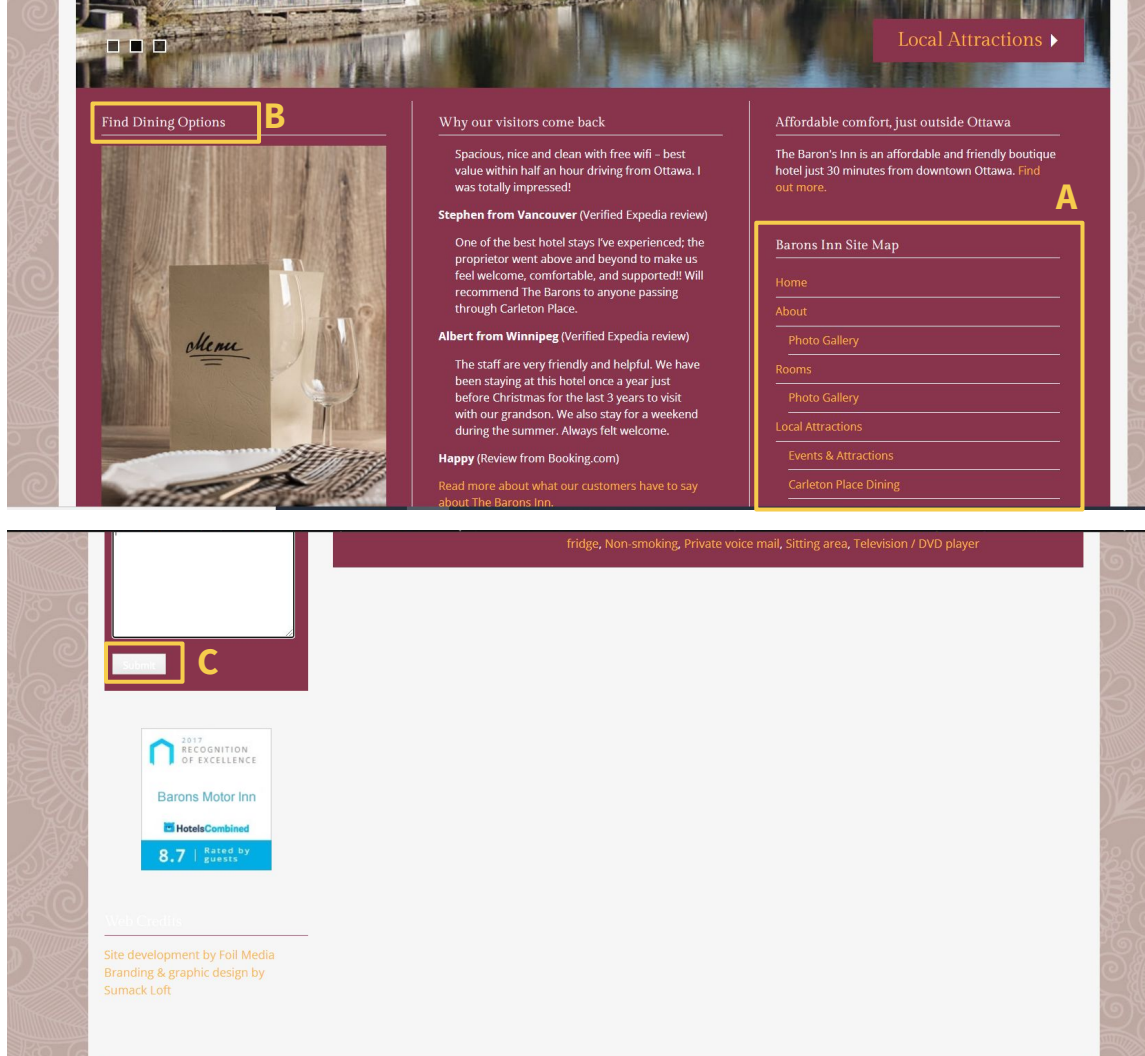 Local Attractions
Find Dining Options
B
Menu
Why our visitors come back
Spacious, nice and clean with free wifi – best
value within half an hour driving from Ottawa. I
was totally impressed!
Stephen from Vancouver (Verified Expedia review)
One of the best hotel stays I've experienced; the
proprietor went above and beyond to make us
feel welcome, comfortable, and supported!! Will
recommend The Barons to anyone passing
through Carleton Place.
Albert from Winnipeg (Verified Expedia review)
The staff are very friendly and helpful. We have
been staying at this hotel once a year just
before Christmas for the last 3 years to visit
with our grandson. We also stay for a weekend
during the summer. Always felt welcome.
Happy (Review from Booking.com)
Read more about what our customers have to say
about The Barons Inn.
Affordable comfort, just outside Ottawa
The Baron's Inn is an affordable and friendly boutique
hotel just 30 minutes from downtown Ottawa. Find
out more.
A
Barons Inn Site Map
Home
About
Photo Gallery
Rooms
Photo Gallery
Local Attractions
Events & Attractions
Carleton Place Dining
fridge, Non-smoking, Private voice mail, Sitting area, Television / DVD player
Submit
C
2017
RECOGNITION
OF EXCELLENCE
Barons Motor Inn
HotelsCombined
8.7 | Rated by
guests
Web Credits
Site development by Foil Media
Branding & graphic design by
Sumack Loft